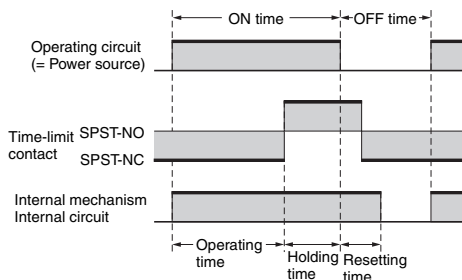 ON time
OFF time
Operating circuit
(= Power source)
Time-limit
contact
SPST-NO
SPST-NC
Internal mechanism
Internal circuit
Operating
time
Holding
time
Resetting
time